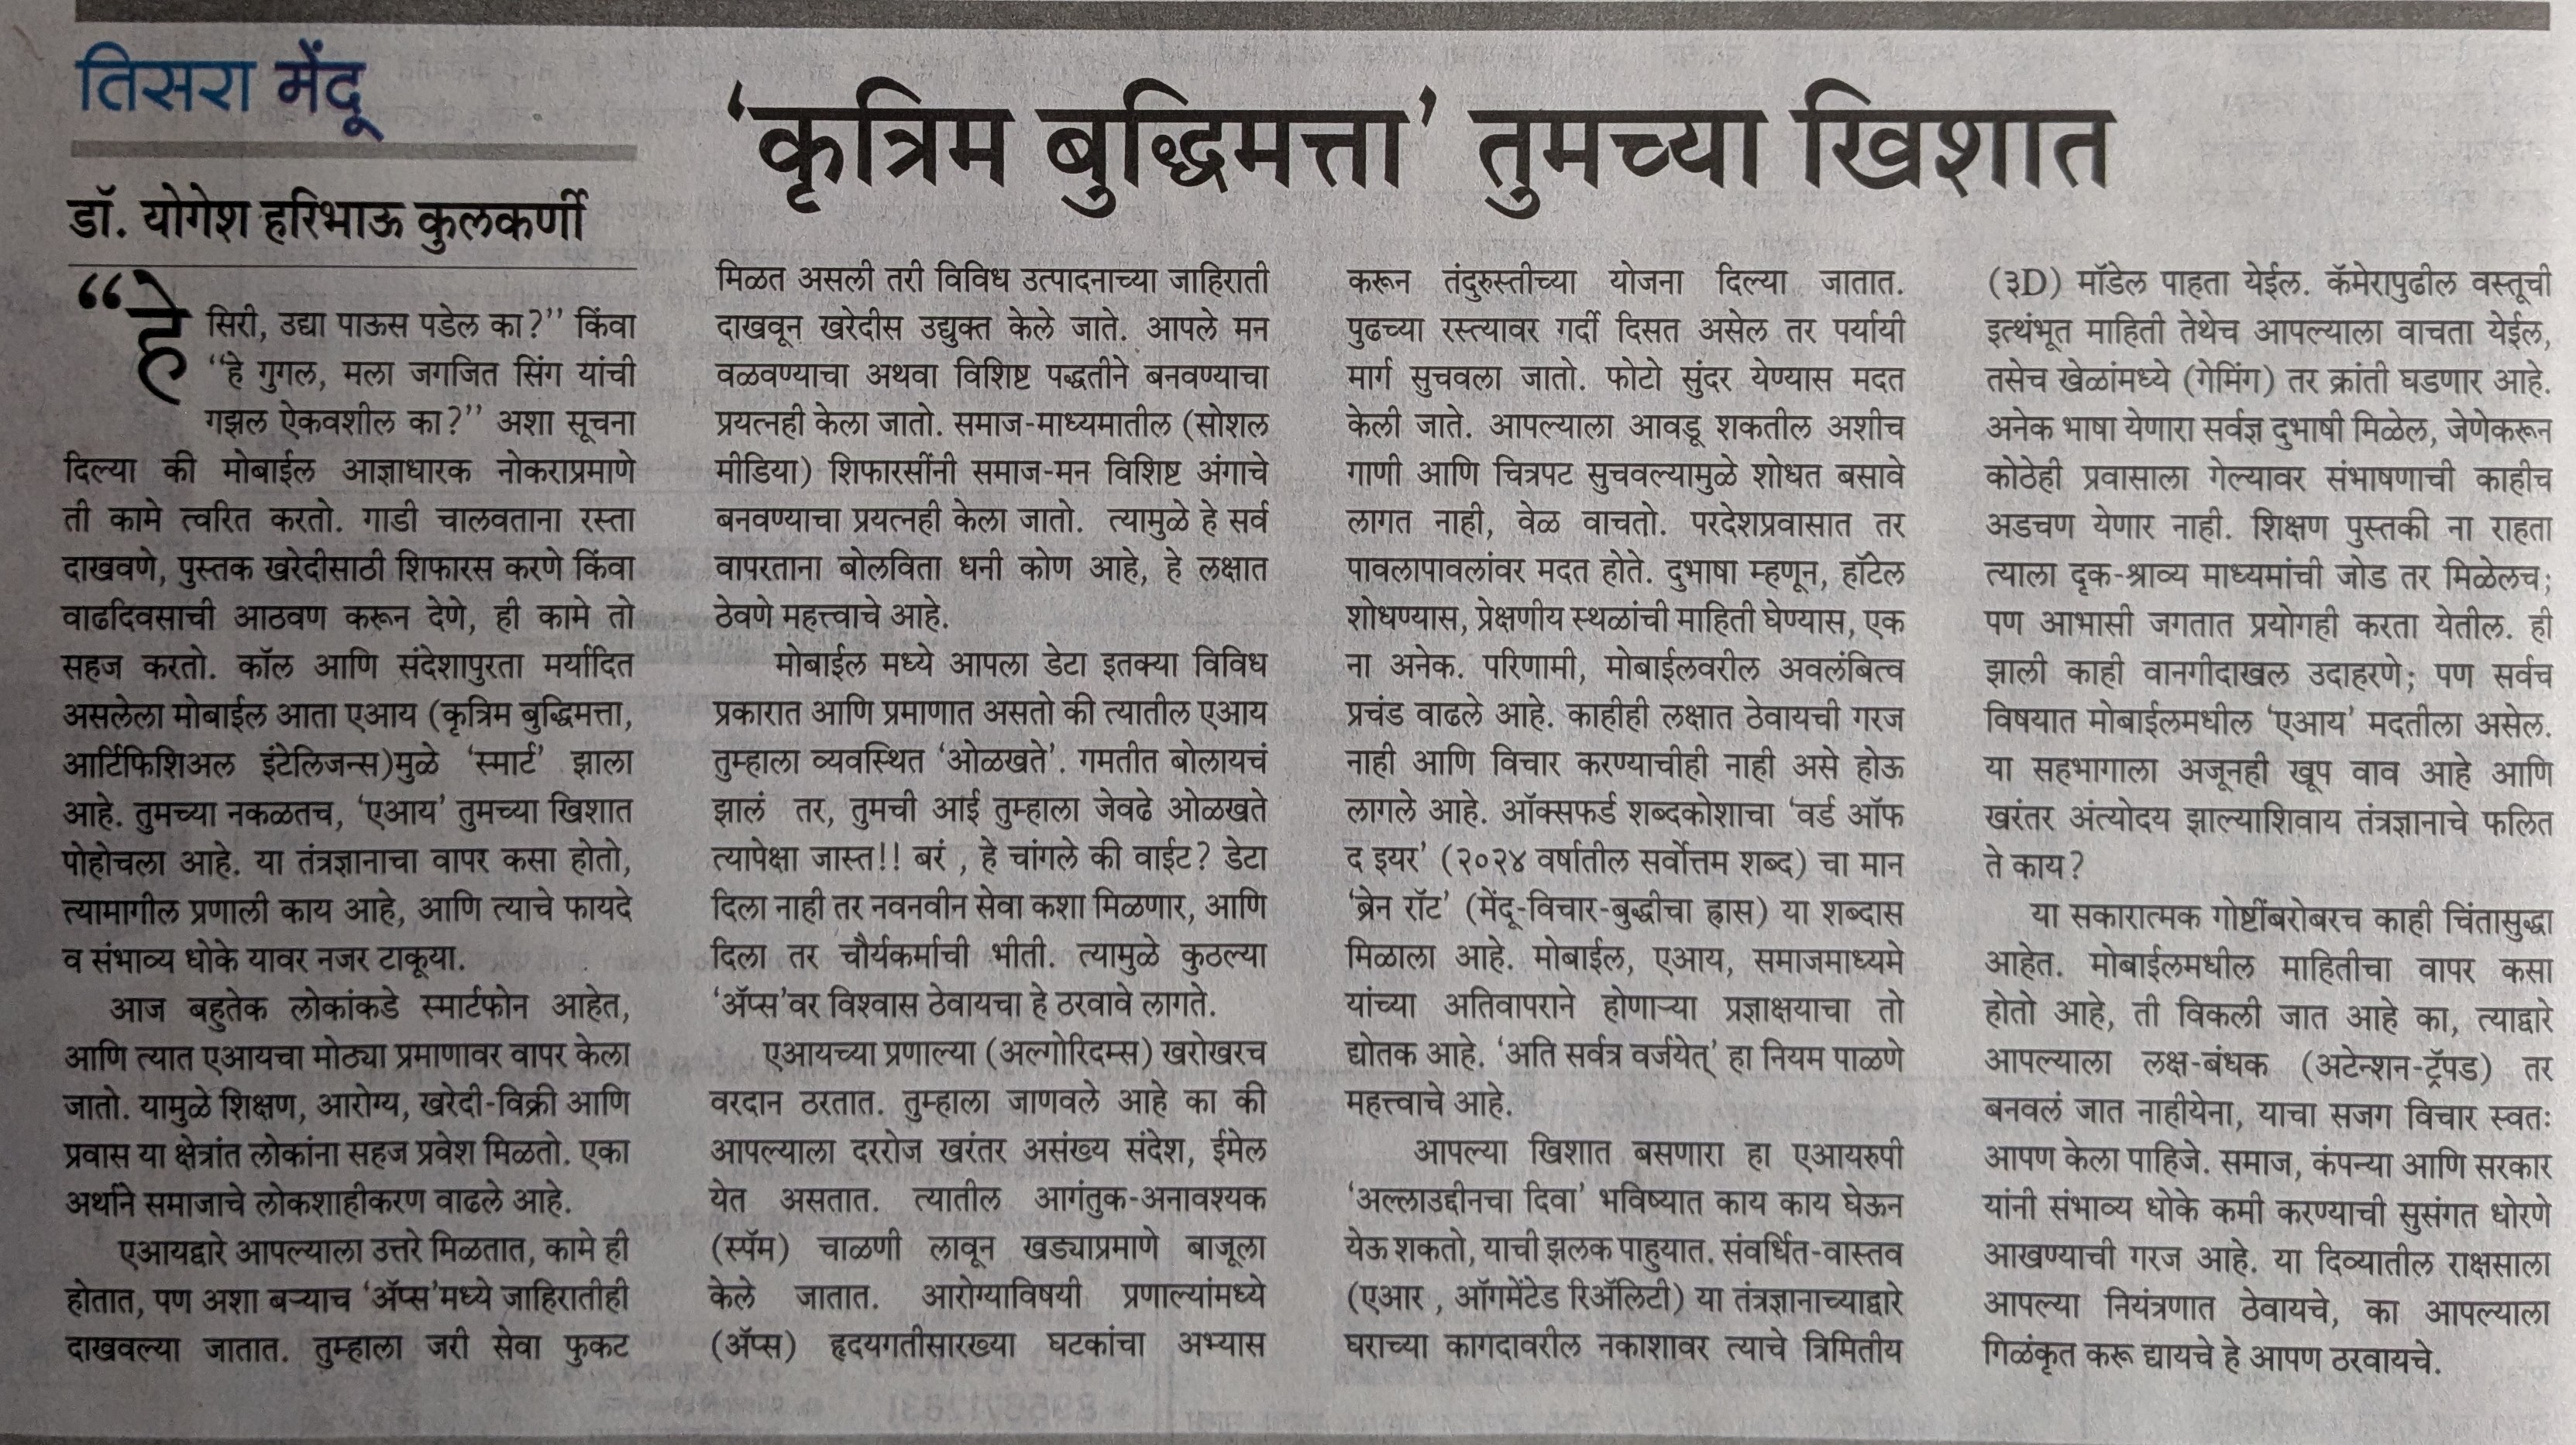 तिसरा मेंदू
'कृत्रिम बुद्धिमत्ता' तुमच्या खिशात
डॉ. योगेश हरिभाऊ कुलकर्णी
“हे सिरी, उद्या पाऊस पडेल का?” किंवा
“हे गुगल, मला जगजित सिंग यांची
गझल ऐकवशील का?” अशा सूचना
दिल्या की मोबाईल आज्ञाधारक नोकराप्रमाणे
ती कामे त्वरित करतो. गाडी चालवताना रस्ता
दाखवणे, पुस्तक खरेदीसाठी शिफारस करणे किंवा
वाढदिवसाची आठवण करून देणे, ही कामे तो
सहज करतो. कॉल आणि संदेशापुरता मर्यादित
असलेला मोबाईल आता एआय (कृत्रिम बुद्धिमत्ता,
आर्टिफिशिअल इंटेलिजन्स)मुळे 'स्मार्ट' झाला
आहे. तुमच्या नकळतच, 'एआय' तुमच्या खिशात
पोहोचला आहे. या तंत्रज्ञानाचा वापर कसा होतो,
त्यामागील प्रणाली काय आहे, आणि त्याचे फायदे
व संभाव्य धोके यावर नजर टाकूया.
आज बहुतेक लोकांकडे स्मार्टफोन आहेत,
आणि त्यात एआयचा मोठ्या प्रमाणावर वापर केला
जातो. यामुळे शिक्षण, आरोग्य, खरेदी-विक्री आणि
प्रवास या क्षेत्रांत लोकांना सहज प्रवेश मिळतो. एका
अर्थाने समाजाचे लोकशाहीकरण वाढले आहे.
एआयद्वारे आपल्याला उत्तरे मिळतात, कामे ही
होतात, पण अशा बऱ्याच 'ॲप्स'मध्ये जाहिरातीही
दाखवल्या जातात. तुम्हाला जरी सेवा फुकट
मिळत असली तरी विविध उत्पादनाच्या जाहिराती
दाखवून खरेदीस उद्युक्त केले जाते. आपले मन
वळवण्याचा अथवा विशिष्ट पद्धतीने बनवण्याचा
प्रयत्नही केला जातो. समाज-माध्यमातील (सोशल
मीडिया) शिफारसींनी समाज-मन विशिष्ट अंगाचे
बनवण्याचा प्रयत्नही केला जातो. त्यामुळे हे सर्व
वापरताना बोलविता धनी कोण आहे, हे लक्षात
ठेवणे महत्त्वाचे आहे.
मोबाईल मध्ये आपला डेटा इतक्या विविध
प्रकारात आणि प्रमाणात असतो की त्यातील एआय
तुम्हाला व्यवस्थित 'ओळखते'. गमतीत बोलायचं
झालं तर, तुमची आई तुम्हाला जेवढे ओळखते
त्यापेक्षा जास्त!! बरं , हे चांगले की वाईट? डेटा
दिला नाही तर नवनवीन सेवा कशा मिळणार, आणि
दिला तर चौर्यकर्माची भीती. त्यामुळे कुठल्या
'ॲप्स'वर विश्वास ठेवायचा हे ठरवावे लागते.
एआयच्या प्रणाल्या (अल्गोरिदम्स) खरोखरच
वरदान ठरतात. तुम्हाला जाणवले आहे का की
आपल्याला दररोज खरंतर असंख्य संदेश, ईमेल
येत असतात. त्यातील आगंतुक-अनावश्यक
(स्पॅम) चाळणी लावून खड्याप्रमाणे बाजूला
केले जातात. आरोग्याविषयी प्रणाल्यांमध्ये
(ॲप्स) हृदयगतीसारख्या घटकांचा अभ्यास
करून तंदुरुस्तीच्या योजना दिल्या जातात.
पुढच्या रस्त्यावर गर्दी दिसत असेल तर पर्यायी
मार्ग सुचवला जातो. फोटो सुंदर येण्यास मदत
केली जाते. आपल्याला आवडू शकतील अशीच
गाणी आणि चित्रपट सुचवल्यामुळे शोधत बसावे
लागत नाही, वेळ वाचतो. परदेशप्रवासात तर
पावलापावलांवर मदत होते. दुभाषा म्हणून, हॉटेल
शोधण्यास, प्रेक्षणीय स्थळांची माहिती घेण्यास, एक
ना अनेक. परिणामी, मोबाईलवरील अवलंबित्व
प्रचंड वाढले आहे. काहीही लक्षात ठेवायची गरज
नाही आणि विचार करण्याचीही नाही असे होऊ
लागले आहे. ऑक्सफर्ड शब्दकोशाचा 'वर्ड ऑफ
द इयर' (२०२४ वर्षातील सर्वोत्तम शब्द) चा मान
'ब्रेन रॉट' (मेंदू-विचार-बुद्धीचा ह्रास) या शब्दास
मिळाला आहे. मोबाईल, एआय, समाजमाध्यमे
यांच्या अतिवापराने होणाऱ्या प्रज्ञाक्षयाचा तो
द्योतक आहे. 'अति सर्वत्र वर्जयेत्' हा नियम पाळणे
महत्त्वाचे आहे.
आपल्या खिशात बसणारा हा एआयरुपी
'अल्लाउद्दीनचा दिवा' भविष्यात काय काय घेऊन
येऊ शकतो, याची झलक पाहुयात. संवर्धित-वास्तव
(एआर , ऑगमेंटेड रिॲलिटी) या तंत्रज्ञानाच्याद्वारे
घराच्या कागदावरील नकाशावर त्याचे त्रिमितीय
(३D) मॉडेल पाहता येईल. कॅमेरापुढील वस्तूची
इत्थंभूत माहिती तेथेच आपल्याला वाचता येईल,
तसेच खेळांमध्ये (गेमिंग) तर क्रांती घडणार आहे.
अनेक भाषा येणारा सर्वज्ञ दुभाषी मिळेल, जेणेकरून
कोठेही प्रवासाला गेल्यावर संभाषणाची काहीच
अडचण येणार नाही. शिक्षण पुस्तकी ना राहता
त्याला दृक-श्राव्य माध्यमांची जोड तर मिळेलच;
पण आभासी जगतात प्रयोगही करता येतील. ही
झाली काही वानगीदाखल उदाहरणे; पण सर्वच
विषयात मोबाईलमधील 'एआय' मदतीला असेल.
या सहभागाला अजूनही खूप वाव आहे आणि
खरंतर अंत्योदय झाल्याशिवाय तंत्रज्ञानाचे फलित
ते काय?
या सकारात्मक गोष्टींबरोबरच काही चिंतासुद्धा
आहेत. मोबाईलमधील माहितीचा वापर कसा
होतो आहे, ती विकली जात आहे का, त्याद्वारे
आपल्याला लक्ष-बंधक (अटेन्शन-ट्रॅपड) तर
बनवलं जात नाहीयेना, याचा सजग विचार स्वतः
आपण केला पाहिजे. समाज, कंपन्या आणि सरकार
यांनी संभाव्य धोके कमी करण्याची सुसंगत धोरणे
आखण्याची गरज आहे. या दिव्यातील राक्षसाला
आपल्या नियंत्रणात ठेवायचे, का आपल्याला
गिळंकृत करू द्यायचे हे आपण ठरवायचे.